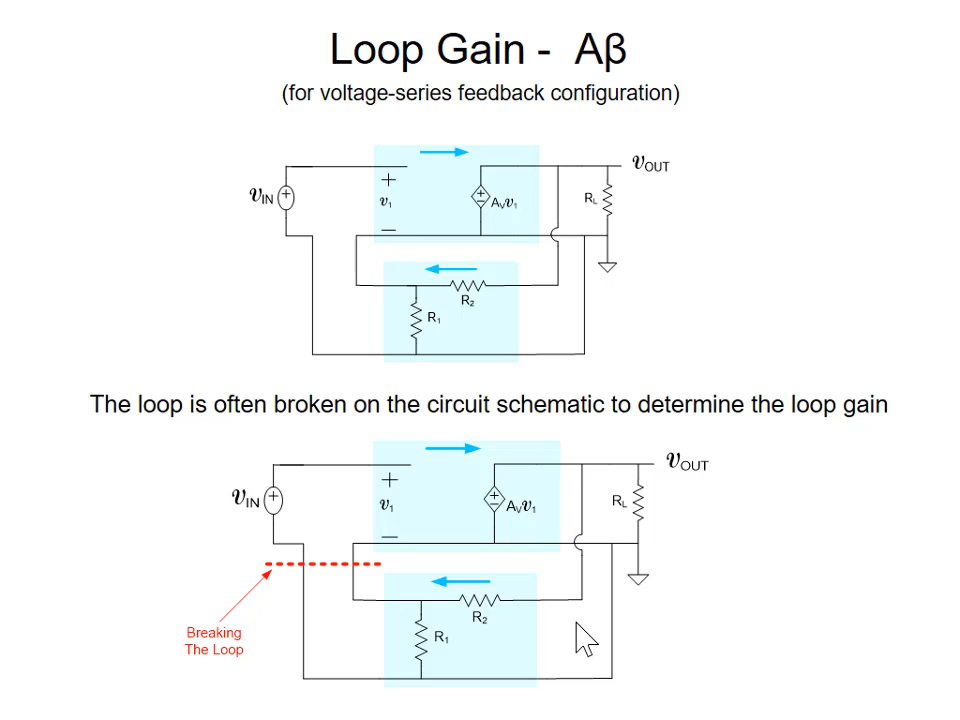 Loop Gain - Aβ
(for voltage-series feedback configuration)
vOUT
vIN
+
+
v1
+
−
AVv1
RL
−
R2
R1
The loop is often broken on the circuit schematic to determine the loop gain
vOUT
vIN
+
+
v1
+
−
AVv1
RL
−
R2
R1
Breaking
The Loop